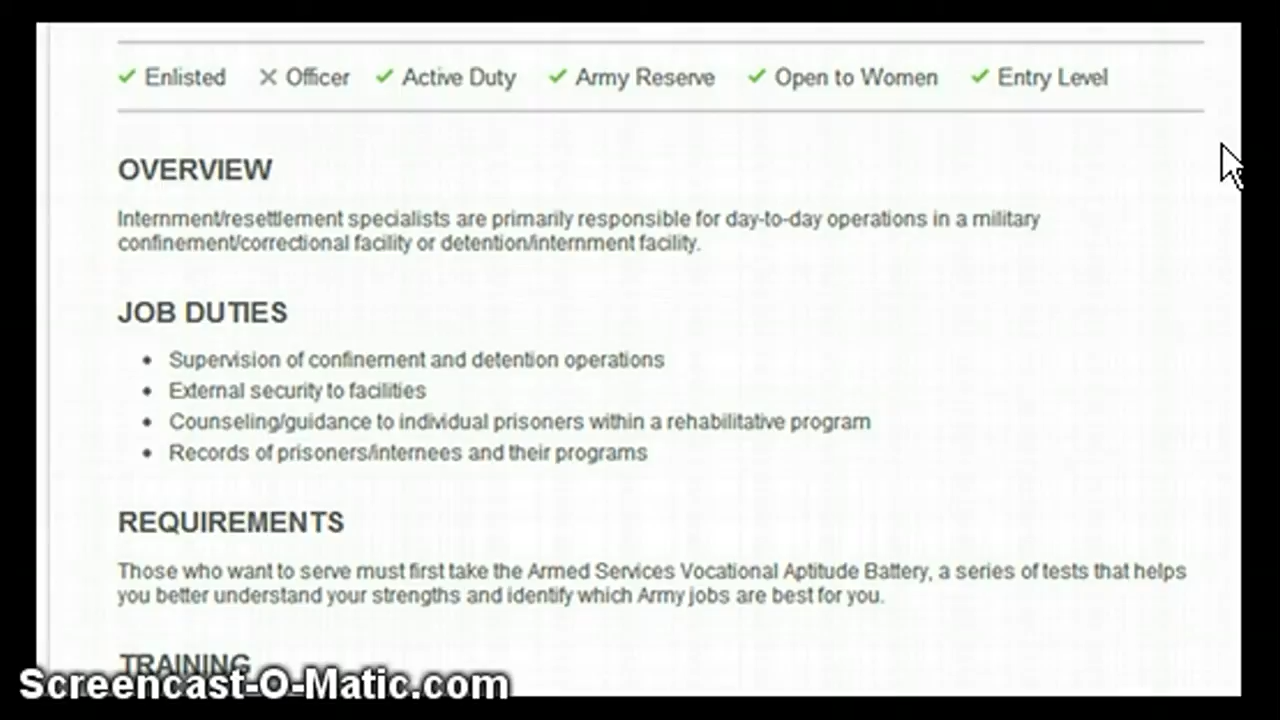 Enlisted Officer Active Duty Army Reserve Open to Women Entry Level
OVERVIEW
Internment/resettlement specialists are primarily responsible for day-to-day operations in a military
confinement/correctional facility or detention/internment facility.
JOB DUTIES
Supervision of confinement and detention operations
External security to facilities
Counseling/guidance to individual prisoners within a rehabilitative program
Records of prisoners/internees and their programs
REQUIREMENTS
Those who want to serve must first take the Armed Services Vocational Aptitude Battery, a series of tests that helps
you better understand your strengths and identify which Army jobs are best for you.
TRAINING
Screencast-O-Matic.com